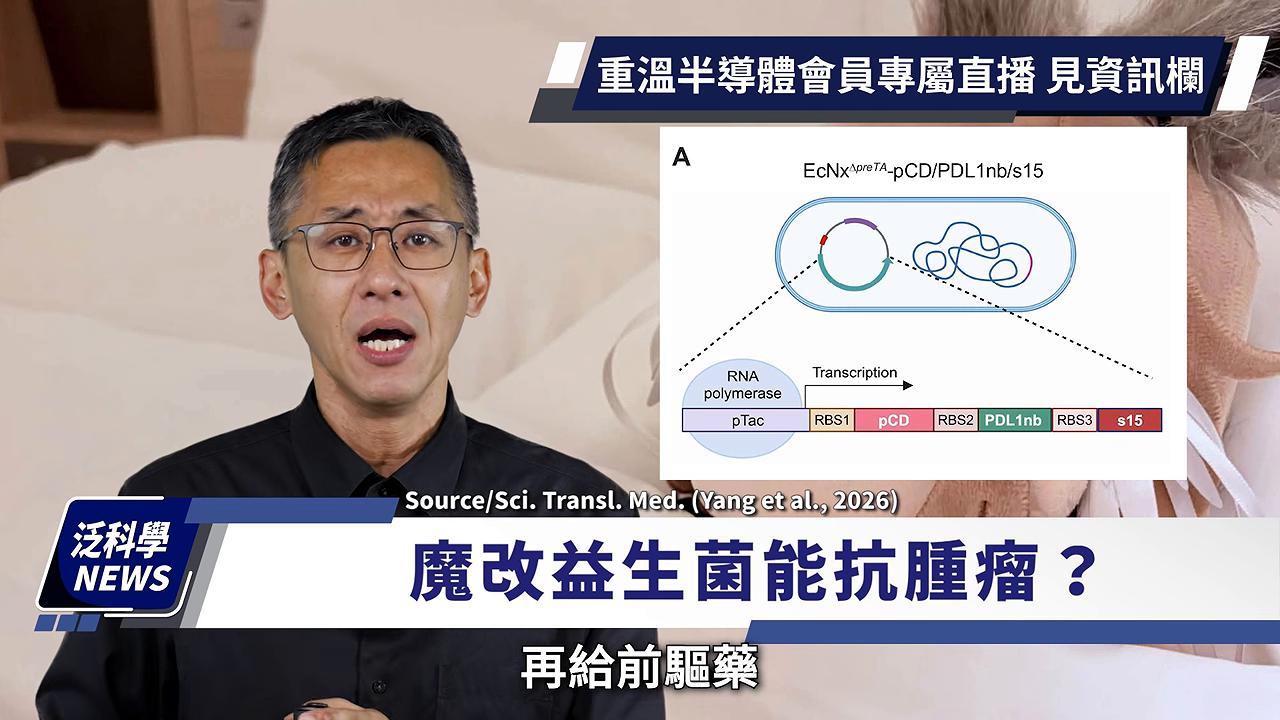 重溫半導體會員專屬直播 見資訊欄
A
EcNxΔpreTA-pCD/PDL1nb/s15
RNA
polymerase
Transcription
pTac
RBS1
pCD
RBS2
PDL1nb
RBS3
s15
Source/Sci. Transl. Med. (Yang et al., 2026)
泛科學
NEWS
魔改益生菌能抗腫瘤？
再給前驅藥